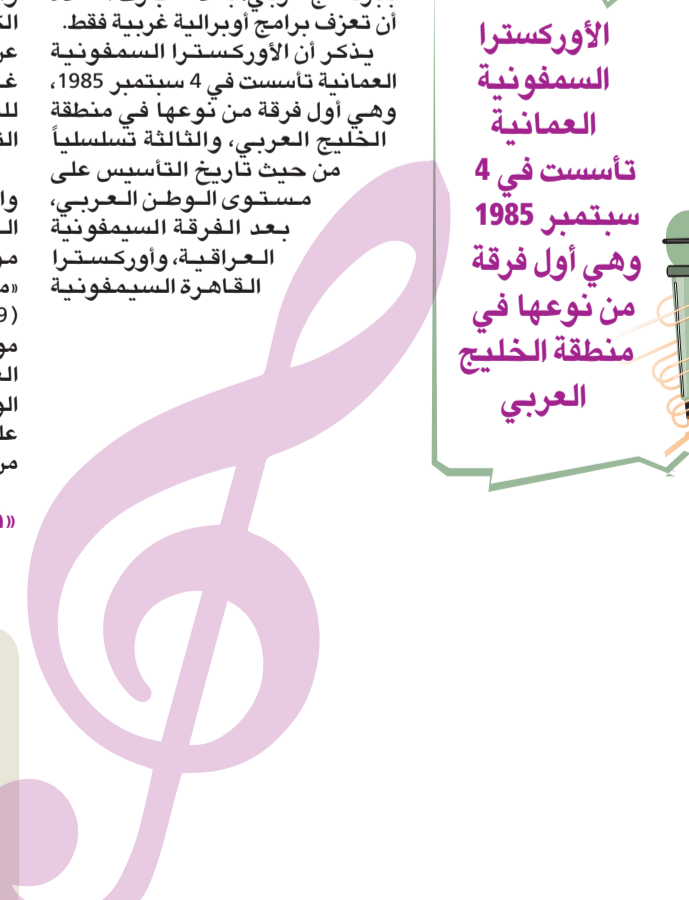 الأوركسترا
السمفونية
العمانية
تأسست في 4
سبتمبر 1985
وهي أول فرقة
من نوعها في
منطقة الخليج
العربي
أن تعزف برامج أوبرالية غربية فقط.
يذكر أن الأوركسترا السمفونية
العمانية تأسست في 4 سبتمبر 1985،
وهي أول فرقة من نوعها في منطقة
الخليج العربي، والثالثة تسلسلياً
من حيث تاريخ التأسيس على
مستوى الوطن العربي،
بعد الفرقة السيمفونية
العراقية، وأوركسترا
القاهرة السيمفونية